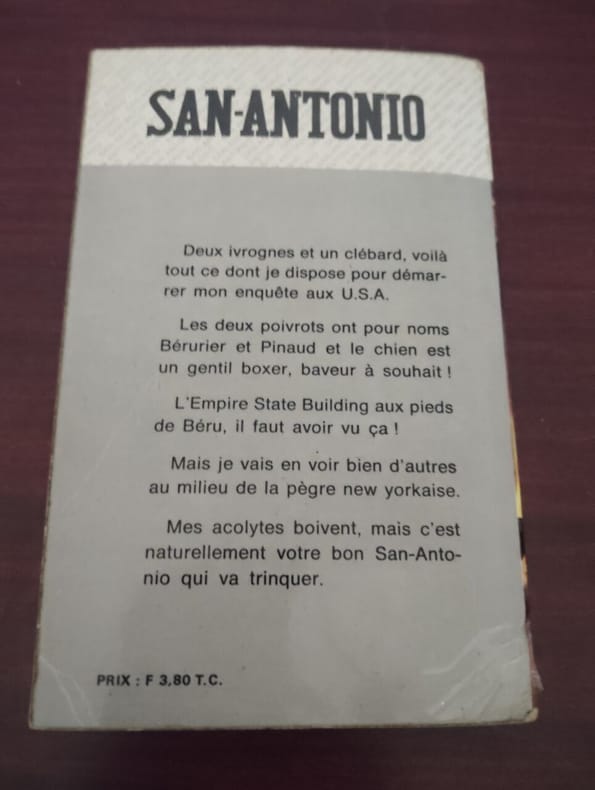 SAN-ANTONIO
Deux ivrognes et un clébard, voilà
tout ce dont je dispose pour démar-
rer mon enquête aux U.S.A.
Les deux poivrots ont pour noms
Bérurier et Pinaud et le chien est
un gentil boxer, baveur à souhait !
L'Empire State Building aux pieds
de Béru, il faut avoir vu ça !
Mais je vais en voir bien d'autres
au milieu de la pègre new yorkaise.
Mes acolytes boivent, mais c'est
naturellement votre bon San-Anto-
nio qui va trinquer.
PRIX : F 3,80 T.C.